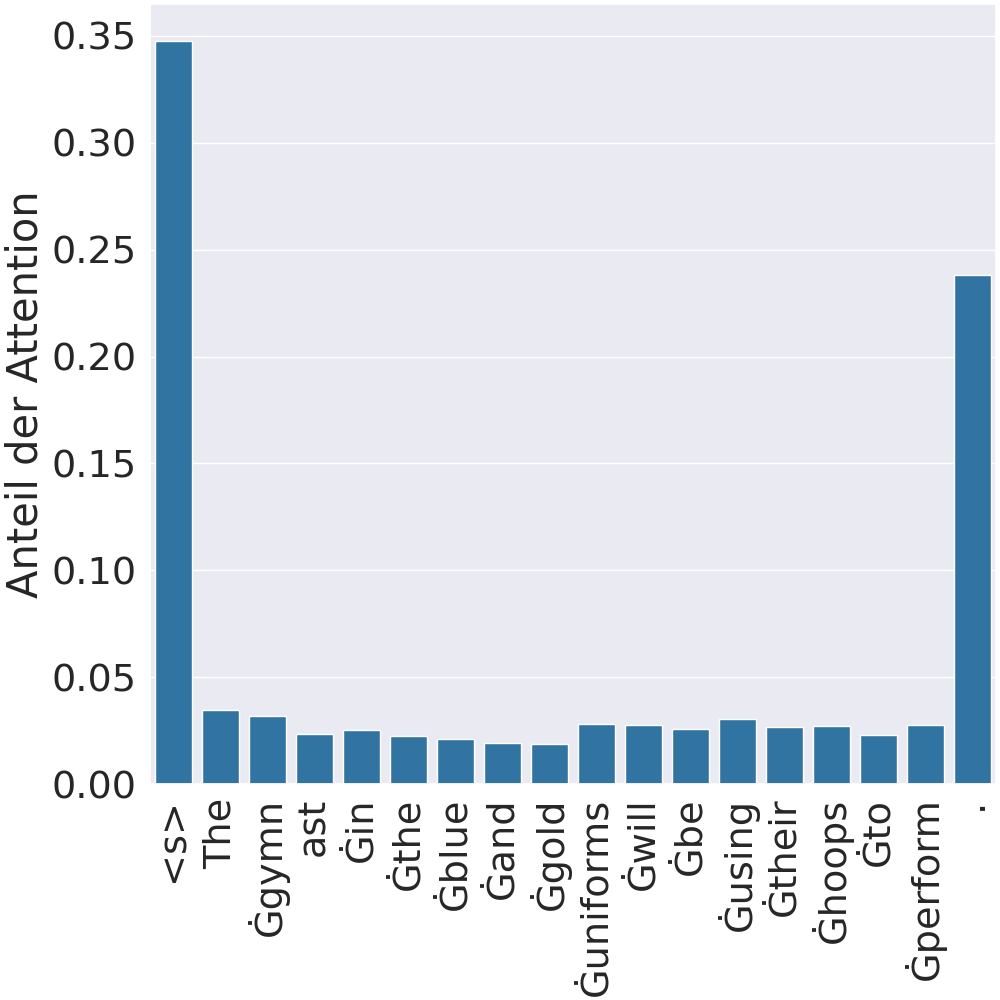 Anteil der Attention
0.35
0.30
0.25
0.20
0.15
0.10
0.05
0.00
<s>
The
Ġgymn
ast
Ġin
Ġthe
Ġblue
Ġand
Ġgold
Ġuniforms
Ġwill
Ġbe
Ġusing
Ġtheir
Ġhoops
Ġto
Ġperform
.